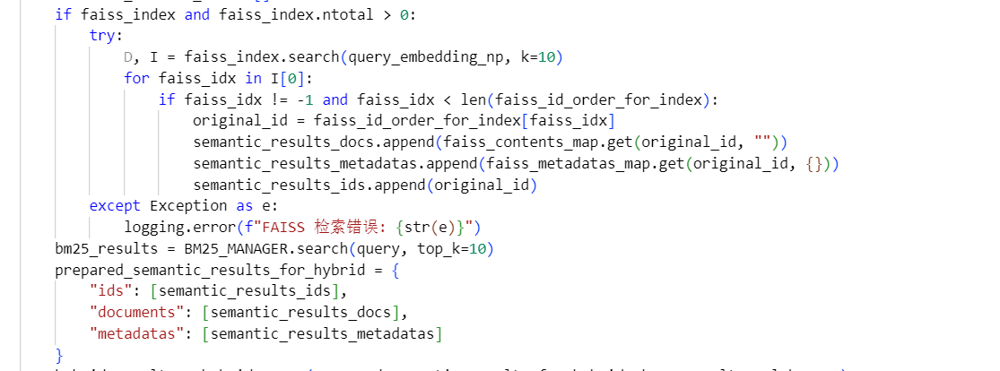 if faiss_index and faiss_index.ntotal > 0:
try:
D, I = faiss_index.search(query_embedding_np, k=10)
for faiss_idx in I[0]:
if faiss_idx != -1 and faiss_idx < len(faiss_id_order_for_index):
original_id = faiss_id_order_for_index[faiss_idx]
semantic_results_docs.append(faiss_contents_map.get(original_id, ""))
semantic_results_metadatas.append(faiss_metadatas_map.get(original_id, {}))
semantic_results_ids.append(original_id)
except Exception as e:
logging.error(f"FAISS 检索错误: {str(e)}")
bm25_results = BM25_MANAGER.search(query, top_k=10)
prepared_semantic_results_for_hybrid = {
"ids": [semantic_results_ids],
"documents": [semantic_results_docs],
"metadatas": [semantic_results_metadatas]
}